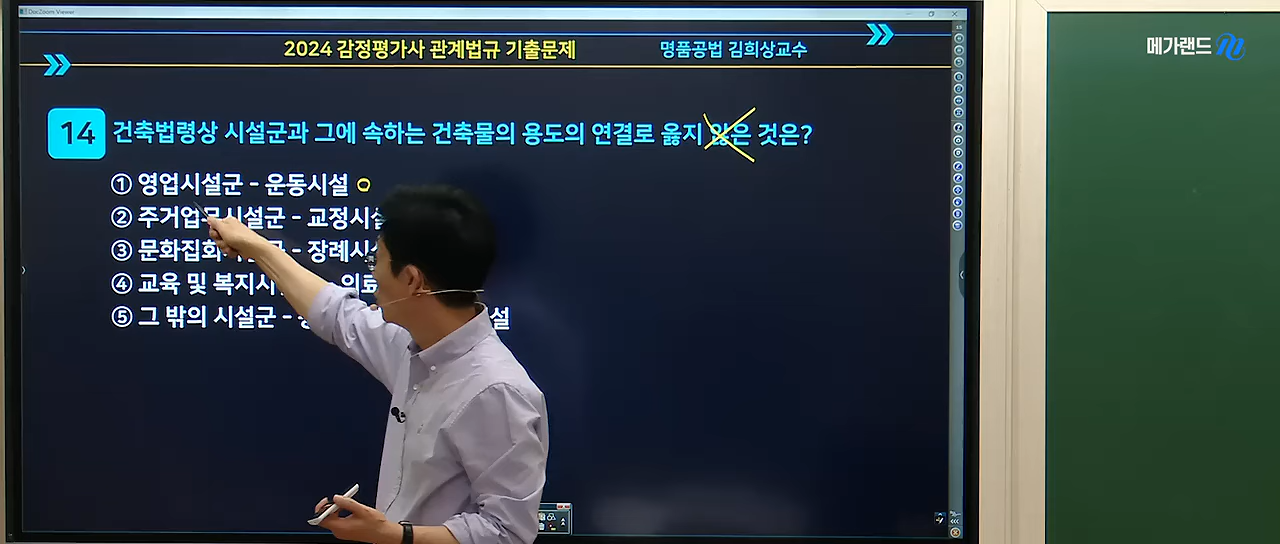 DocZoom Viewer
2024 감정평가사 관계법규 기출문제 명품공법 김희상교수
메가랜드
14 건축법령상 시설군과 그에 속하는 건축물의 용도의 연결로 옳지 않은 것은?
① 영업시설군 - 운동시설
② 주거업무시설군 - 교정시설
③ 문화집회 - 장례시
④ 교육 및 복지시 의료
⑤ 그 밖의 시설군 - 설